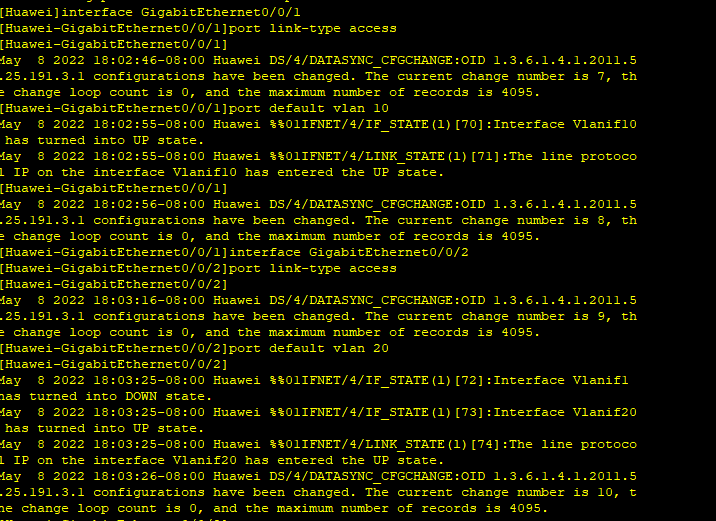 [Huawei]interface GigabitEthernet0/0/1
[Huawei-GigabitEthernet0/0/1]port link-type access
[Huawei-GigabitEthernet0/0/1]
May  8 2022 18:02:46-08:00 Huawei DS/4/DATASYNC_CFGCHANGE:OID 1.3.6.1.4.1.2011.5
.25.191.3.1 configurations have been changed. The current change number is 7, th
e change loop count is 0, and the maximum number of records is 4095.
[Huawei-GigabitEthernet0/0/1]port default vlan 10
May  8 2022 18:02:55-08:00 Huawei %%01IFNET/4/IF_STATE(l)[70]:Interface Vlanif10
has turned into UP state.
May  8 2022 18:02:55-08:00 Huawei %%01IFNET/4/LINK_STATE(l)[71]:The line protoco
l IP on the interface Vlanif10 has entered the UP state.
[Huawei-GigabitEthernet0/0/1]
May  8 2022 18:02:56-08:00 Huawei DS/4/DATASYNC_CFGCHANGE:OID 1.3.6.1.4.1.2011.5
.25.191.3.1 configurations have been changed. The current change number is 8, th
e change loop count is 0, and the maximum number of records is 4095.
[Huawei-GigabitEthernet0/0/1]interface GigabitEthernet0/0/2
[Huawei-GigabitEthernet0/0/2]port link-type access
[Huawei-GigabitEthernet0/0/2]
May  8 2022 18:03:16-08:00 Huawei DS/4/DATASYNC_CFGCHANGE:OID 1.3.6.1.4.1.2011.5
.25.191.3.1 configurations have been changed. The current change number is 9, th
e change loop count is 0, and the maximum number of records is 4095.
[Huawei-GigabitEthernet0/0/2]port default vlan 20
[Huawei-GigabitEthernet0/0/2]
May  8 2022 18:03:25-08:00 Huawei %%01IFNET/4/IF_STATE(l)[72]:Interface Vlanif1
has turned into DOWN state.
May  8 2022 18:03:25-08:00 Huawei %%01IFNET/4/IF_STATE(l)[73]:Interface Vlanif20
has turned into UP state.
May  8 2022 18:03:25-08:00 Huawei %%01IFNET/4/LINK_STATE(l)[74]:The line protoco
l IP on the interface Vlanif20 has entered the UP state.
May  8 2022 18:03:26-08:00 Huawei DS/4/DATASYNC_CFGCHANGE:OID 1.3.6.1.4.1.2011.5
.25.191.3.1 configurations have been changed. The current change number is 10, t
he change loop count is 0, and the maximum number of records is 4095.